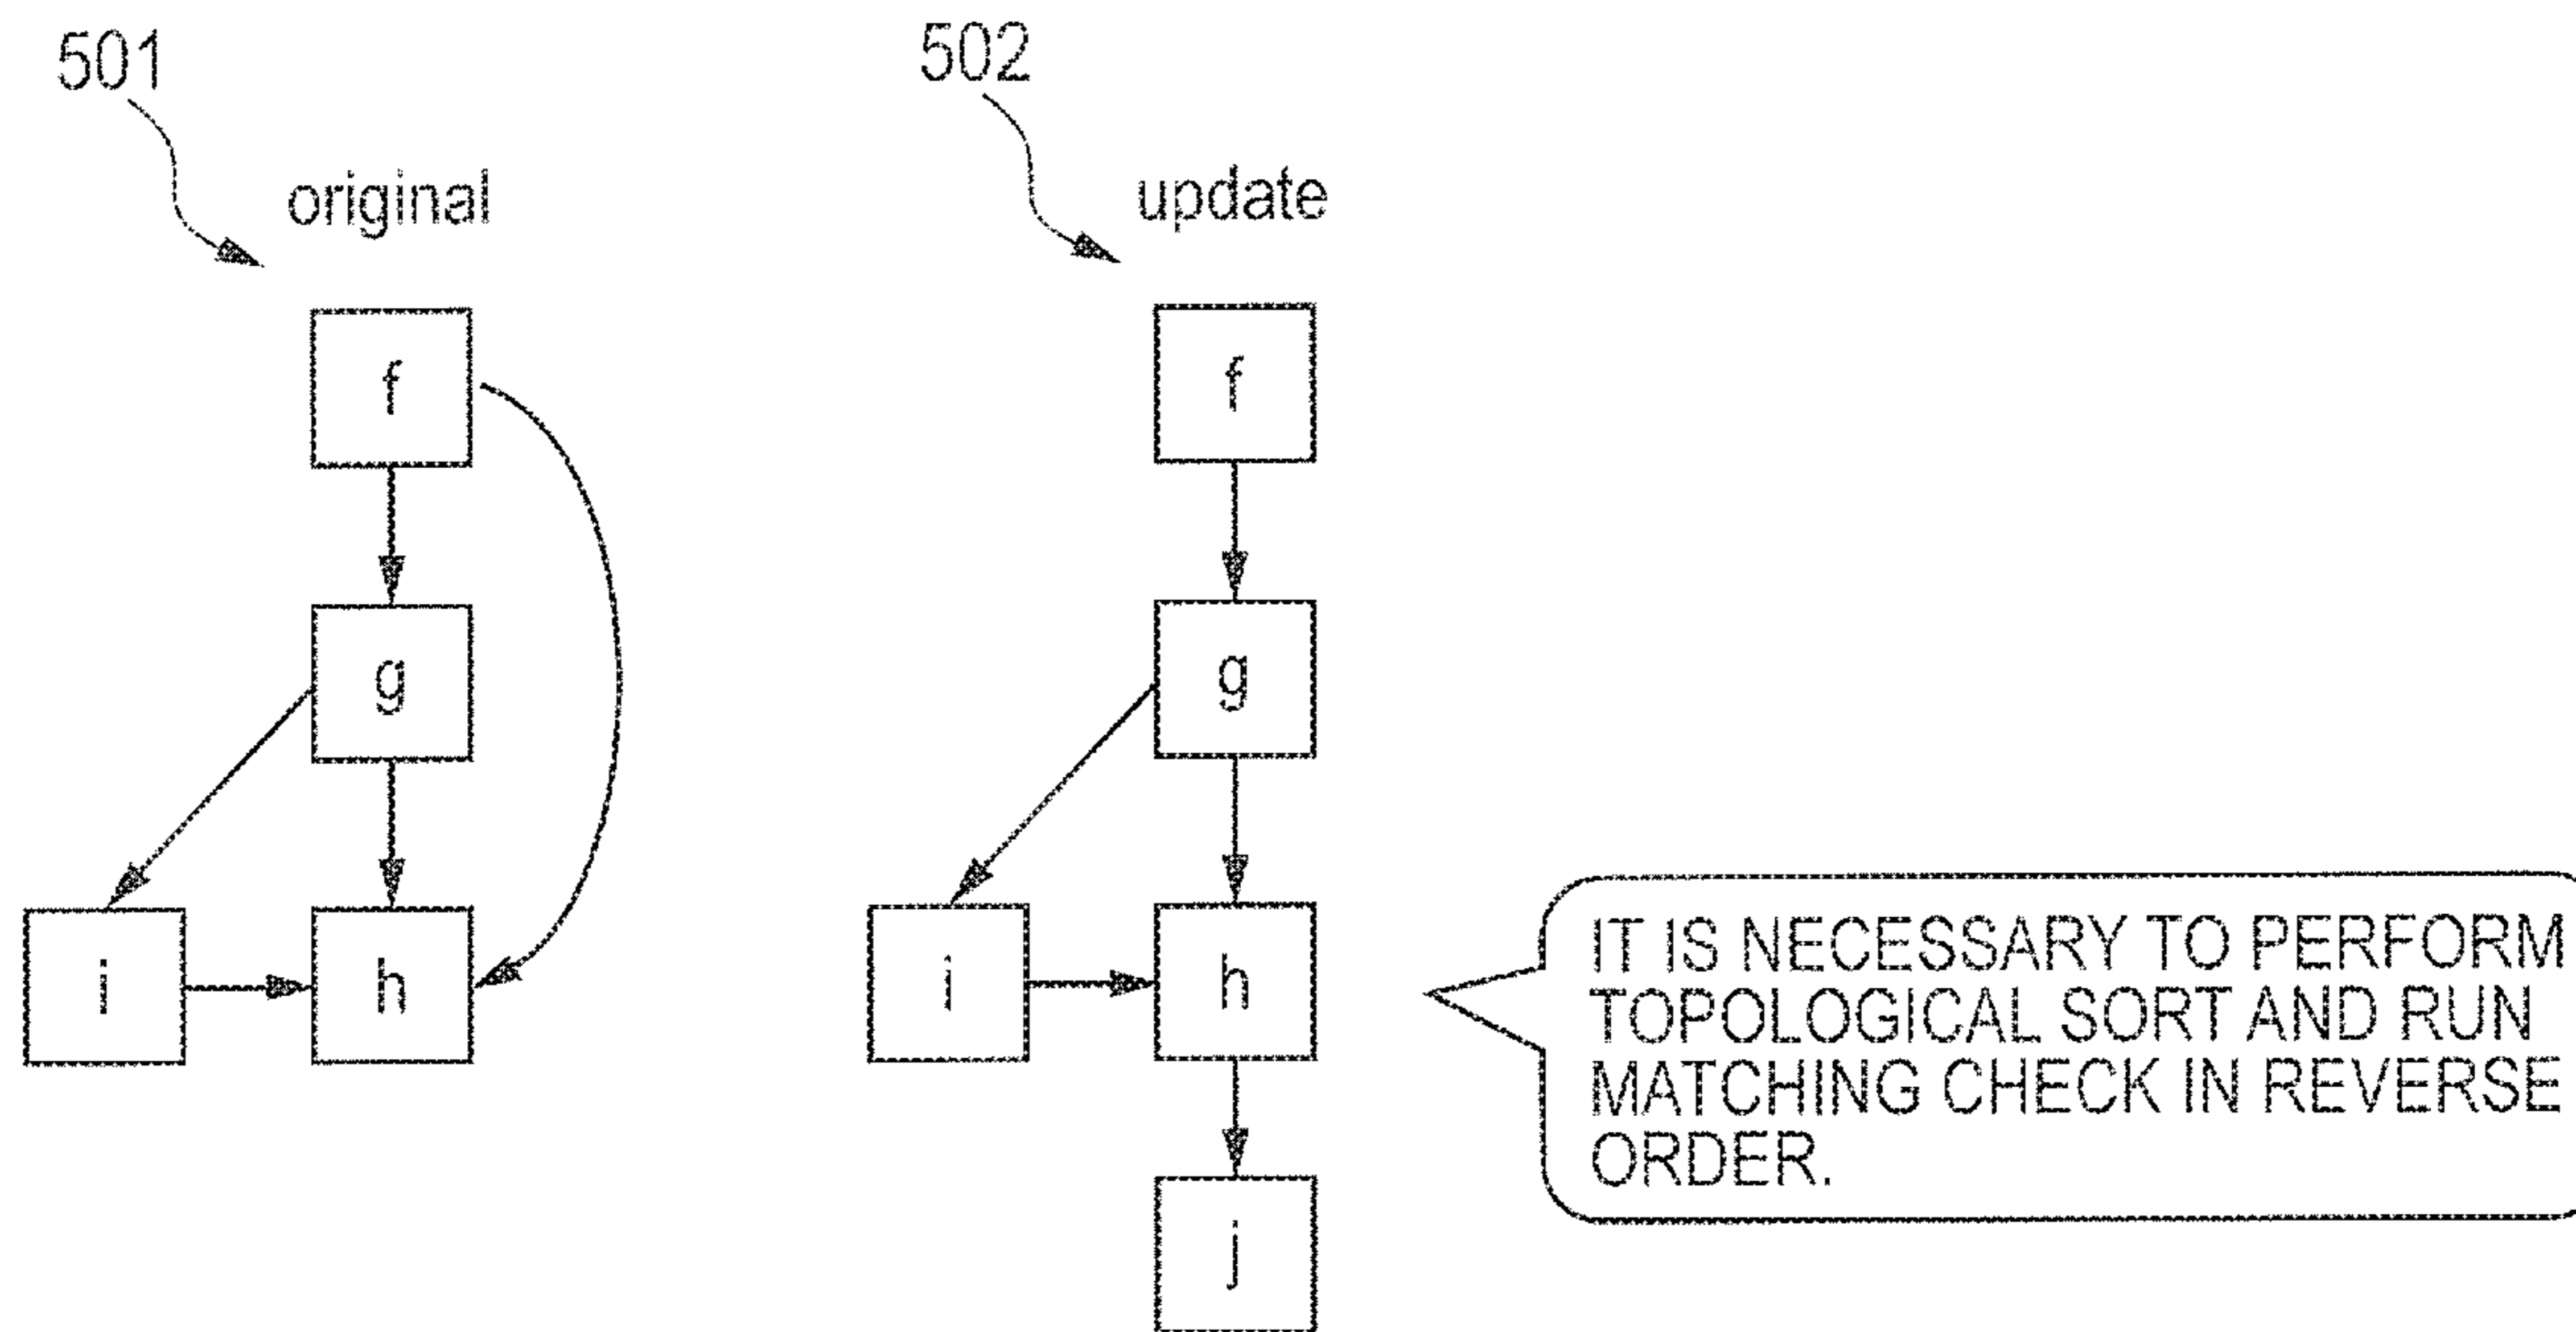 501
502
original
update
f
f
g
g
i
h
i
h
IT IS NECESSARY TO PERFORM
TOPOLOGICAL SORT AND RUN
MATCHING CHECK IN REVERSE
ORDER.
j